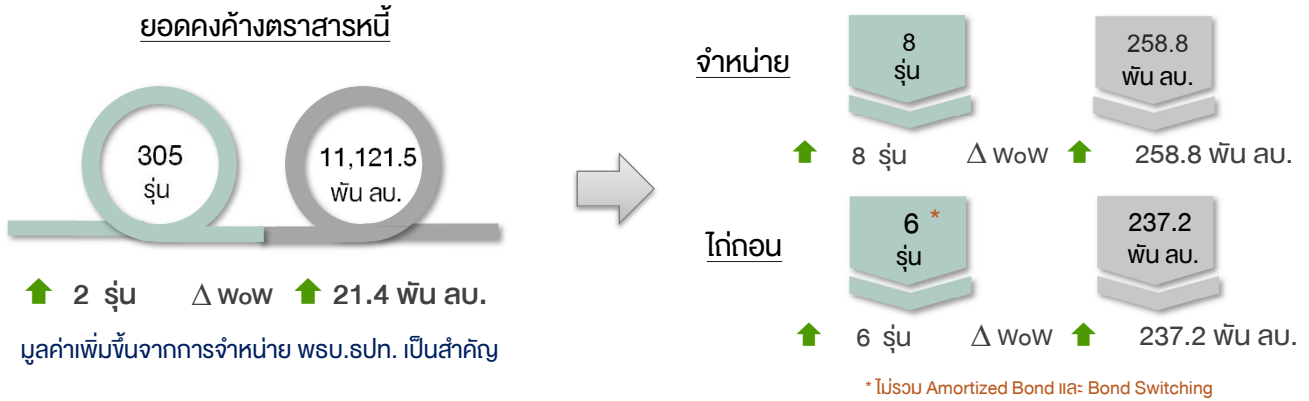 ยอดคงค้างตราสารหนี้
305
รุ่น
11,121.5
พัน ลบ.
2 รุ่น Δ WoW 21.4 พัน ลบ.
มูลค่าเพิ่มขึ้นจากการจำหน่าย พธบ.ธปท. เป็นสำคัญ
จำหน่าย
8
รุ่น
258.8
พัน ลบ.
8 รุ่น Δ WoW 258.8 พัน ลบ.
ไถ่ถอน
6 *
รุ่น
237.2
พัน ลบ.
6 รุ่น Δ WoW 237.2 พัน ลบ.
* ไม่รวม Amortized Bond และ Bond Switching